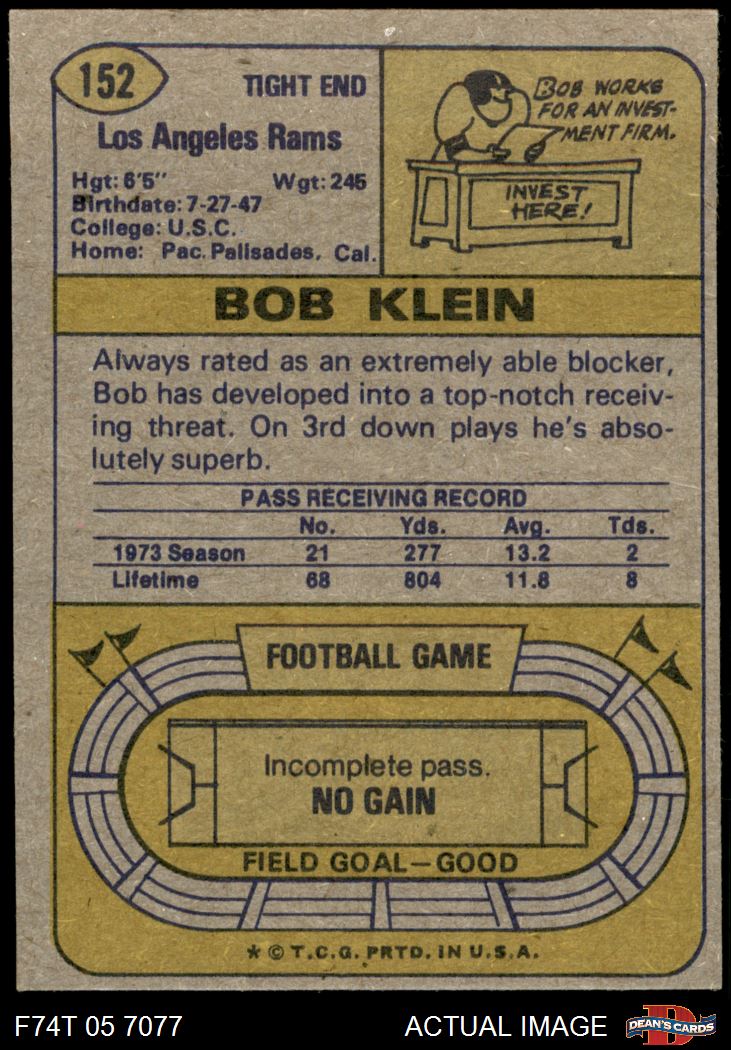 152
TIGHT END
Los Angeles Rams
Hgt: 6'5" Wgt: 245
Birthdate: 7-27-47
College: U.S.C.
Home: Pac. Palisades, Cal.
BOB WORKS
FOR AN INVEST-
MENT FIRM.
INVEST
HERE!
BOB KLEIN
Always rated as an extremely able blocker,
Bob has developed into a top-notch receiv-
ing threat. On 3rd down plays he's abso-
lutely superb.
PASS RECEIVING RECORD
No. Yds. Avg. Tds.
1973 Season 21 277 13.2 2
Lifetime 68 804 11.8 8
FOOTBALL GAME
Incomplete pass.
NO GAIN
FIELD GOAL—GOOD
* © T.C.G. PRTD. IN U.S.A.
F74T 05 7077 ACTUAL IMAGE DEAN'S CARDS